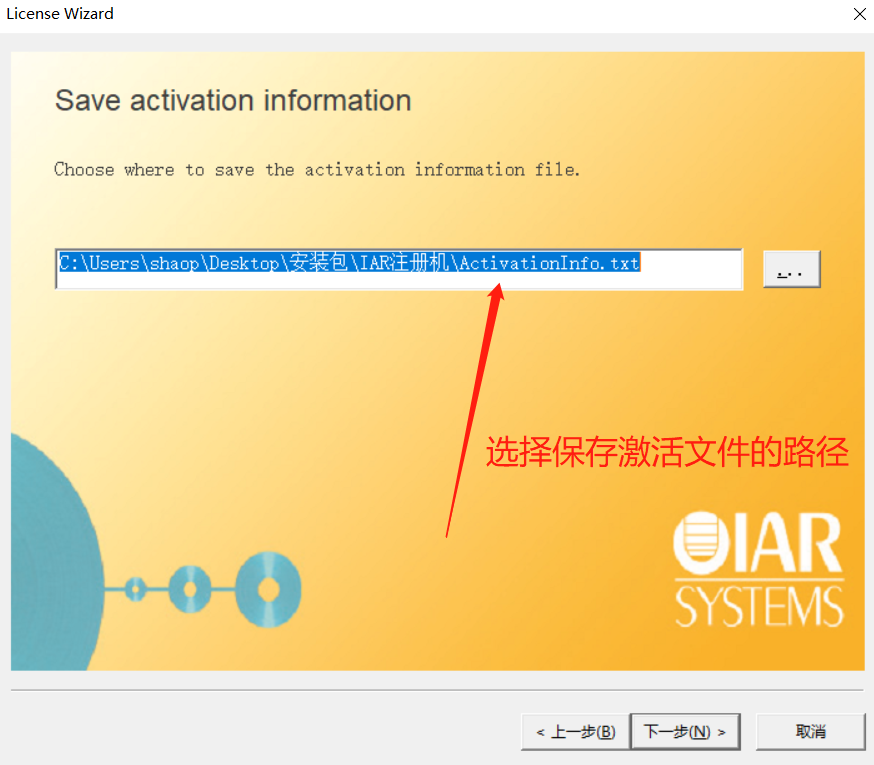 License Wizard
Save activation information
Choose where to save the activation information file.
C:\Users\shaop\Desktop\安装包\IAR注册机\ActivationInfo.txt
...
选择保存激活文件的路径
IAR
SYSTEMS
< 上一步(B)
下一步(N) >
取消